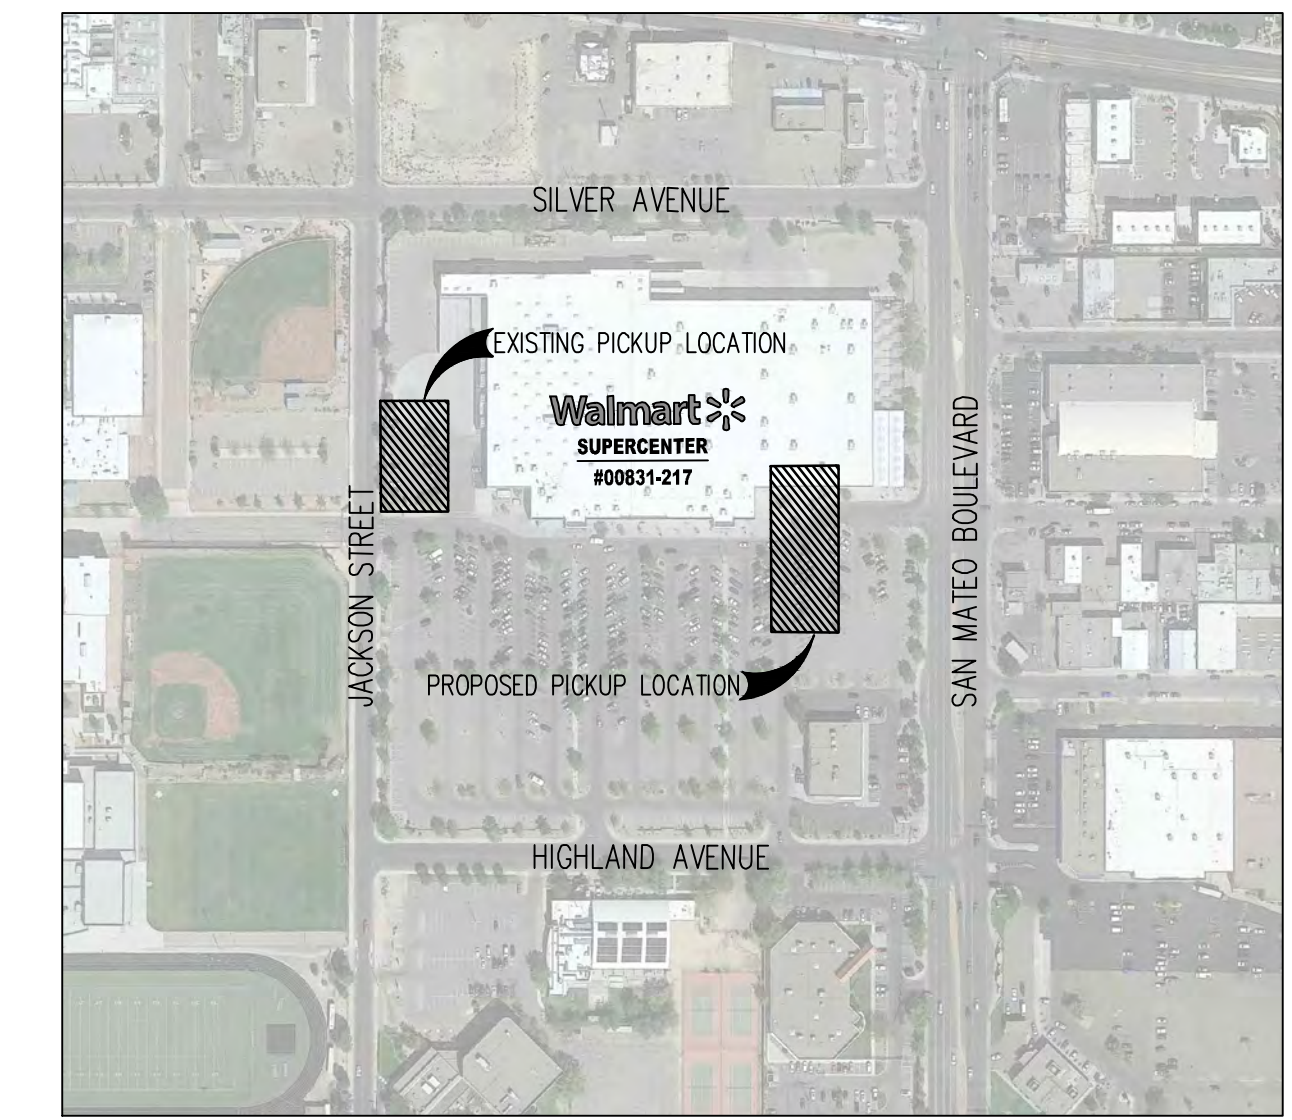 SILVER AVENUE
EXISTING PICKUP LOCATION
Walmart
SUPERCENTER
#00831-217
JACKSON STREET
SAN MATEO BOULEVARD
PROPOSED PICKUP LOCATION
HIGHLAND AVENUE